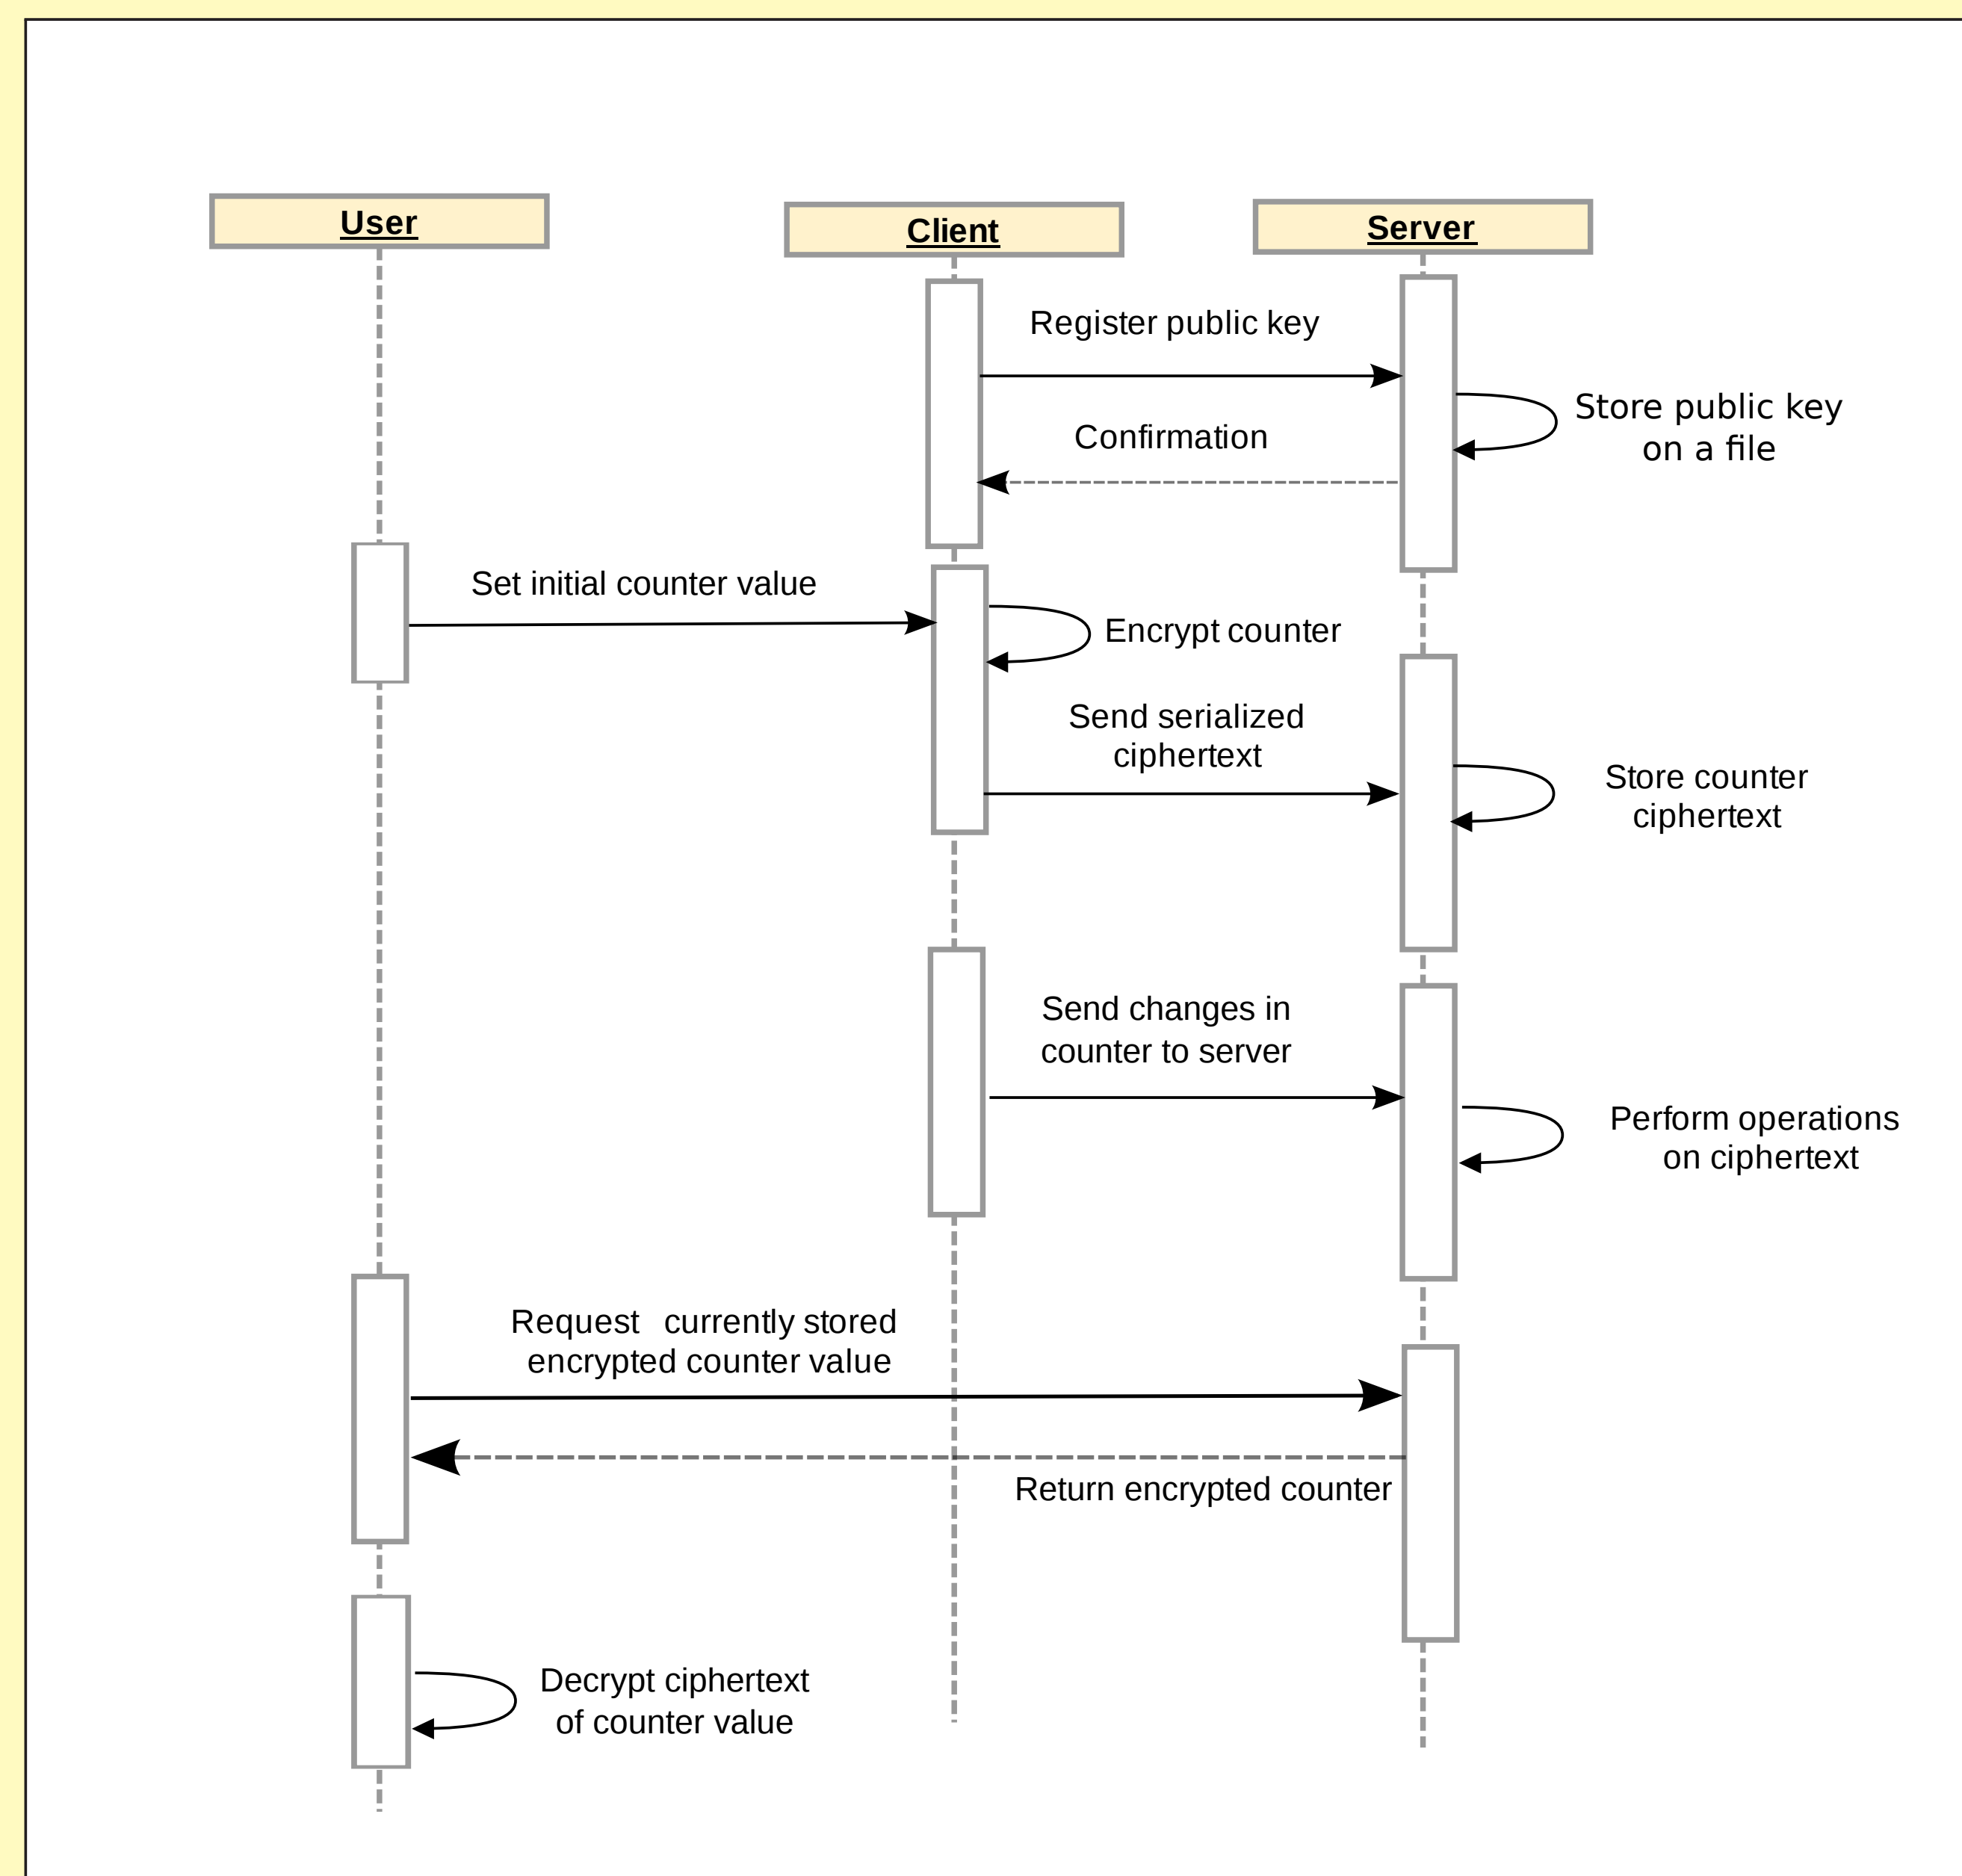 User
Client
Server
Register public key
Store public key
on a file
Confirmation
Set initial counter value
Encrypt counter
Send serialized
ciphertext
Store counter
ciphertext
Send changes in
counter to server
Perform operations
on ciphertext
Request currently stored
encrypted counter value
Return encrypted counter
Decrypt ciphertext
of counter value